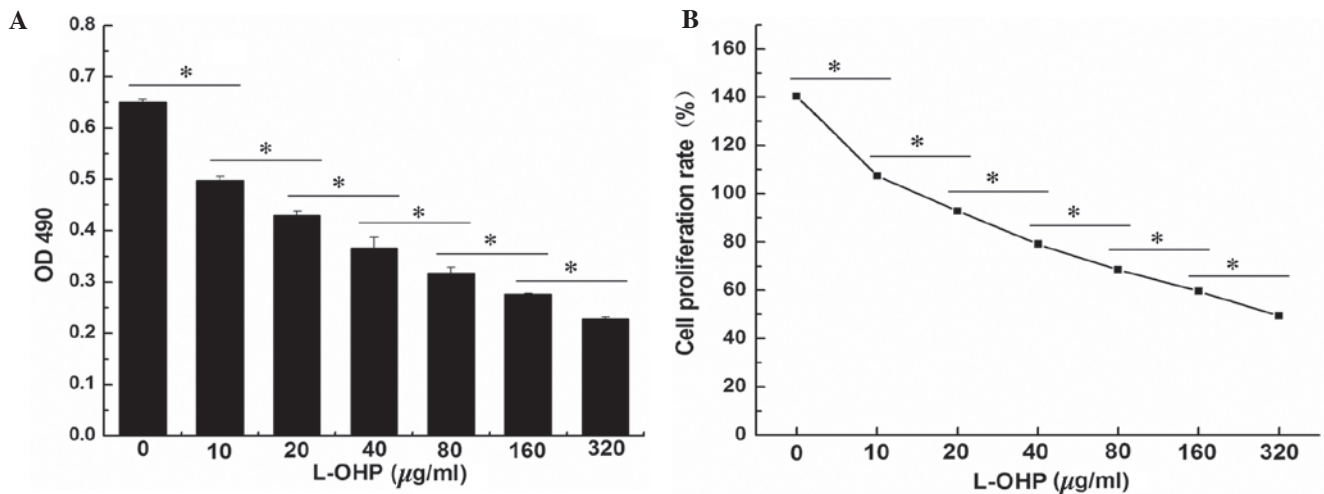 A
0.8
0.7
0.6
0.5
0.4
0.3
0.2
0.1
0.0
OD 490
* * * * * *
0 10 20 40 80 160 320
L-OHP (μg/ml)
B
160
140
120
100
80
60
40
20
0
Cell proliferation rate (%)
* * * * * *
0 10 20 40 80 160 320
L-OHP (μg/ml)